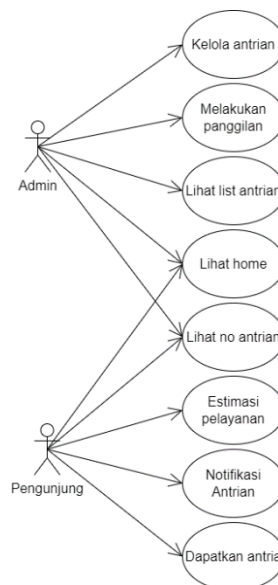 Kelola antrian
Melakukan
panggilan
Admin
Lihat list antrian
Lihat home
Lihat no antrian
Estimasi
pelayanan
Pengunjung
Notifikasi
Antrian
Dapatkan antria